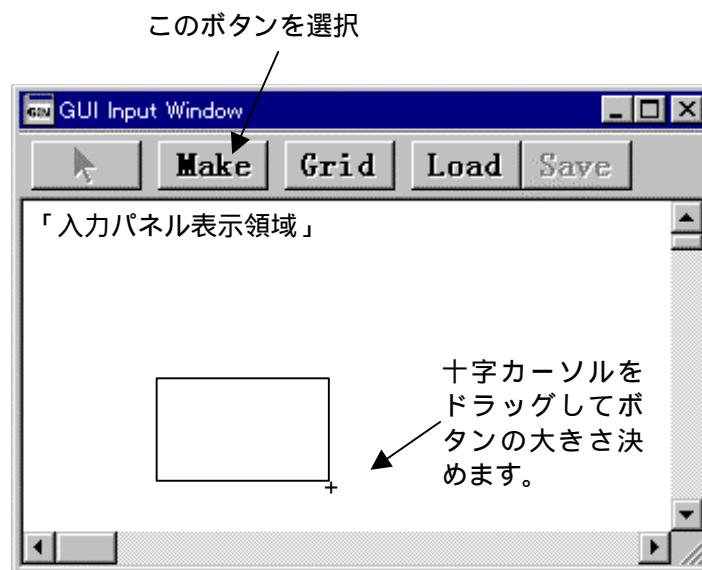 このボタンを選択
GUI Input Window
Make Grid Load Save
「入力パネル表示領域」
十字カーソルを
ドラッグしてボ
タンの大きさ決
めます。